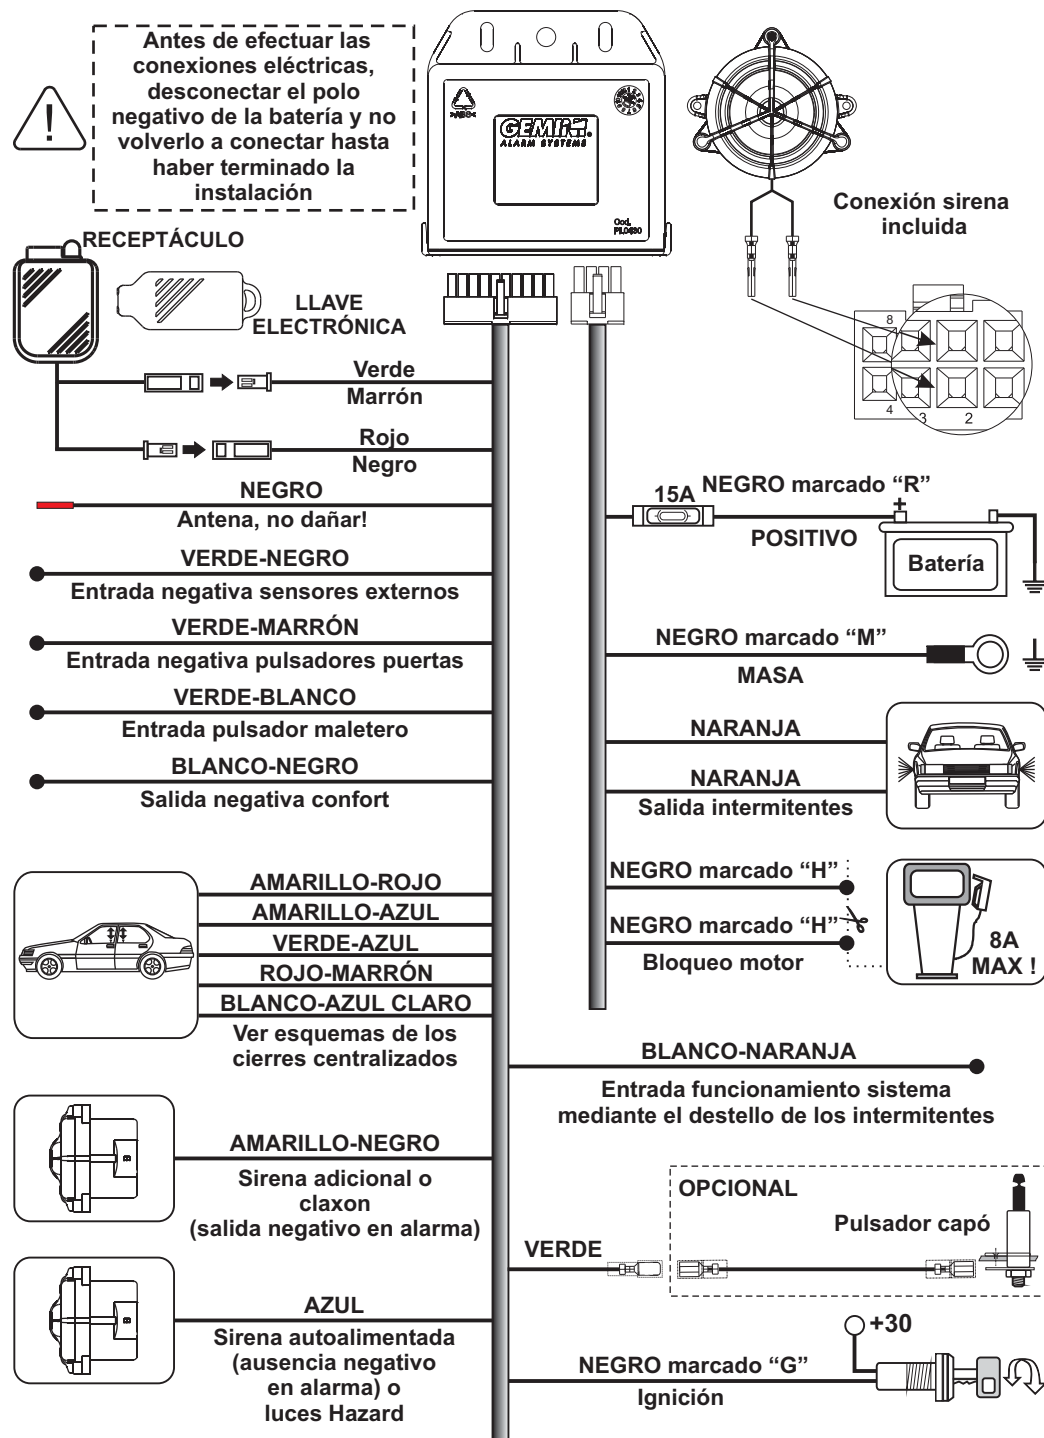 Antes de efectuar las
conexiones eléctricas,
desconectar el polo
negativo de la batería y no
volverlo a conectar hasta
haber terminado la
instalación
!
>ABS<
GEMINI
ALARM SYSTEMS
Cod.
Conexión sirena
incluida
8
4
3
2
RECEPTÁCULO
LLAVE
ELECTRÓNICA
Verde
Marrón
Rojo
Negro
NEGRO
Antena, no dañar!
VERDE-NEGRO
Entrada negativa sensores externos
VERDE-MARRÓN
Entrada negativa pulsadores puertas
VERDE-BLANCO
Entrada pulsador maletero
BLANCO-NEGRO
Salida negativa confort
AMARILLO-ROJO
AMARILLO-AZUL
VERDE-AZUL
ROJO-MARRÓN
BLANCO-AZUL CLARO
Ver esquemas de los
cierres centralizados
AMARILLO-NEGRO
Sirena adicional o
claxon
(salida negativo en alarma)
AZUL
Sirena autoalimentada
(ausencia negativo
en alarma) o
luces Hazard
15A
NEGRO marcado “R”
+
POSITIVO
Batería
NEGRO marcado “M”
MASA
NARANJA
NARANJA
Salida intermitentes
NEGRO marcado “H”
NEGRO marcado “H”
Bloqueo motor
8A
MAX !
BLANCO-NARANJA
Entrada funcionamiento sistema
mediante el destello de los intermitentes
OPCIONAL
Pulsador capó
VERDE
+30
NEGRO marcado “G”
Ignición